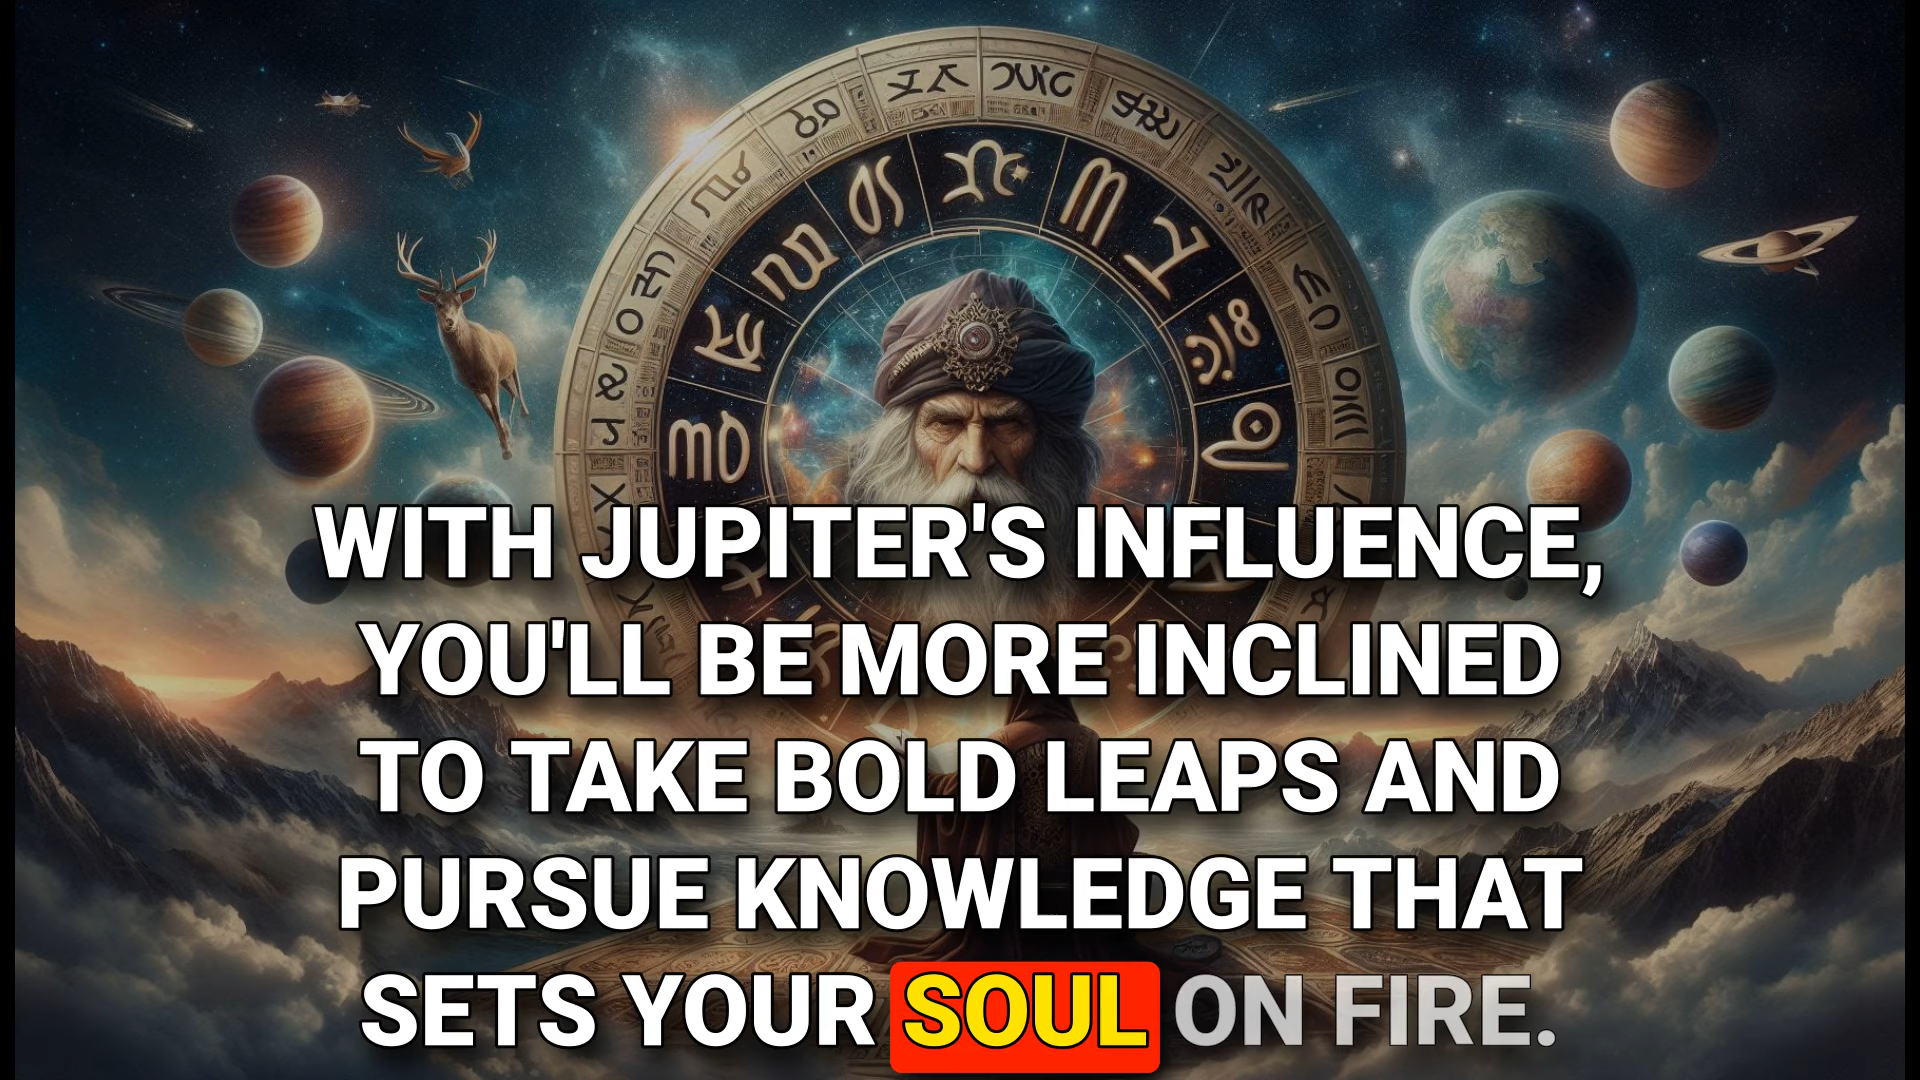 WITH JUPITER'S INFLUENCE,
YOU'LL BE MORE INCLINED
TO TAKE BOLD LEAPS AND
PURSUE KNOWLEDGE THAT
SETS YOUR SOUL ON FIRE.